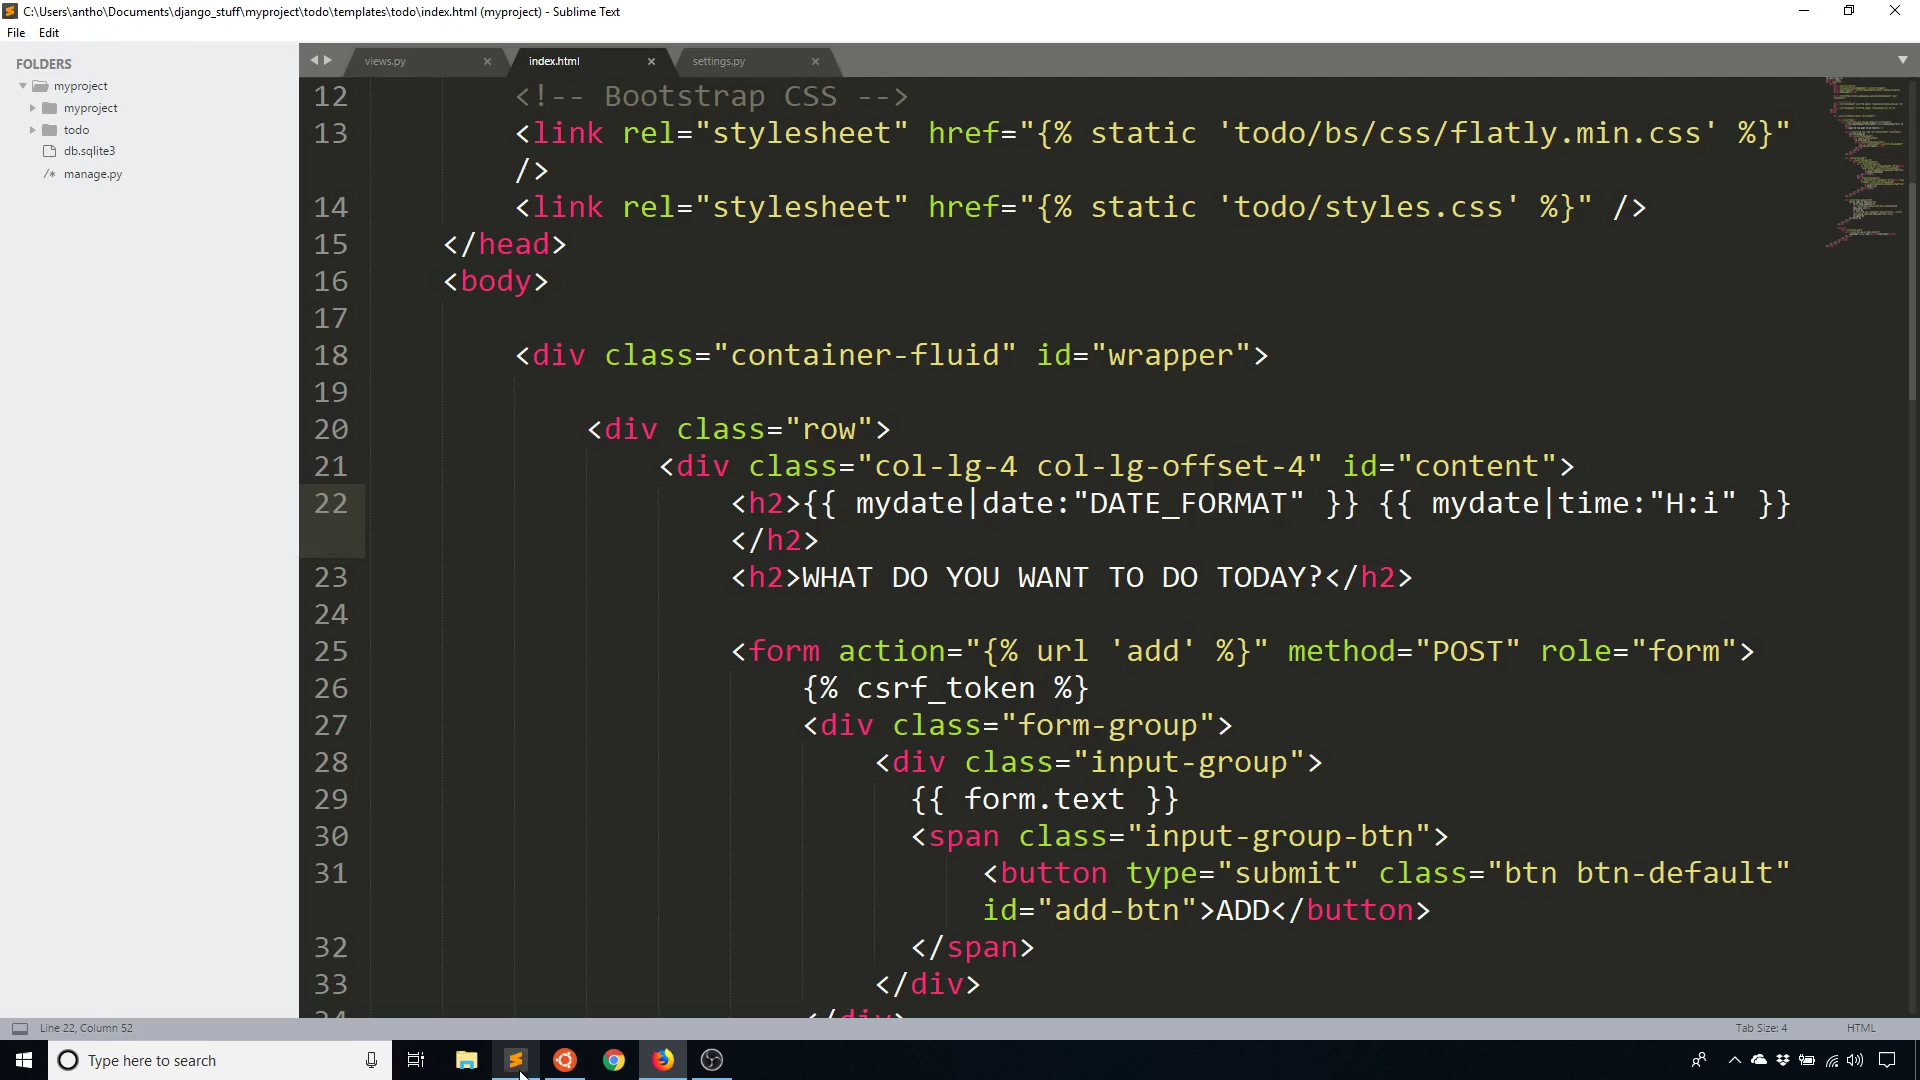 C:\Users\antho\Documents\django_stuff\myproject\todo\templates\todo\index.html (myproject) - Sublime Text
File Edit
FOLDERS
myproject
myproject
todo
db.sqlite3
manage.py
views.py index.html settings.py
12 <!-- Bootstrap CSS -->
13 <link rel="stylesheet" href="{% static 'todo/bs/css/flatly.min.css' %}"
/>
14 <link rel="stylesheet" href="{% static 'todo/styles.css' %}" />
15 </head>
16 <body>
17
18 <div class="container-fluid" id="wrapper">
19
20 <div class="row">
21 <div class="col-lg-4 col-lg-offset-4" id="content">
22 <h2>{{ mydate|date:"DATE_FORMAT" }} {{ mydate|time:"H:i" }}
</h2>
23 <h2>WHAT DO YOU WANT TO DO TODAY?</h2>
24
25 <form action="{% url 'add' %}" method="POST" role="form">
26 {% csrf_token %}
27 <div class="form-group">
28 <div class="input-group">
29 {{ form.text }}
30 <span class="input-group-btn">
31 <button type="submit" class="btn btn-default"
id="add-btn">ADD</button>
32 </span>
33 </div>
34 </div>
Line 22, Column 52 Tab Size: 4 HTML
Type here to search